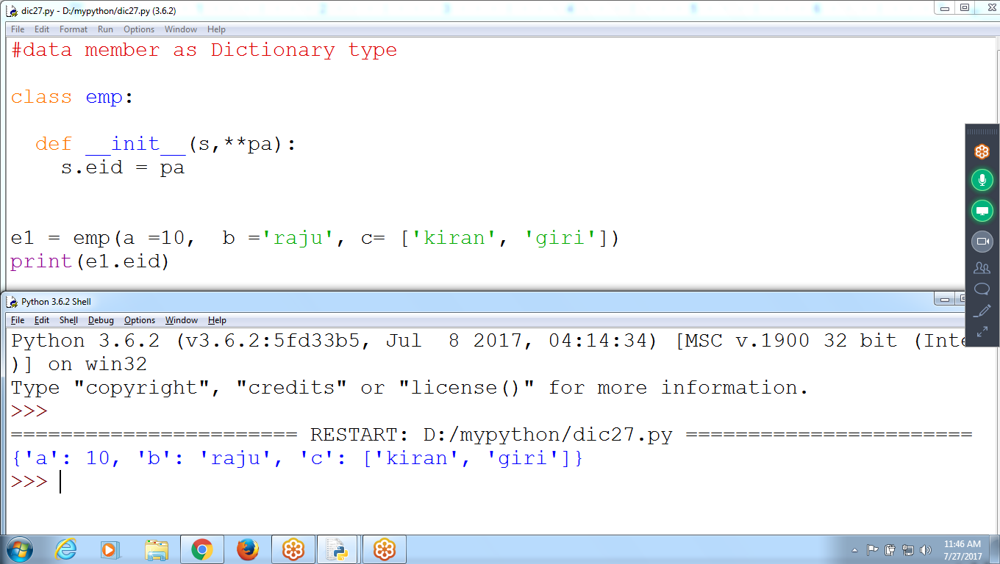 dic27.py - D:/mypython/dic27.py (3.6.2)
File Edit Format Run Options Window Help
#data member as Dictionary type
class emp:
  def __init__(s,**pa):
    s.eid = pa
e1 = emp(a =10,  b ='raju', c= ['kiran', 'giri'])
print(e1.eid)
Python 3.6.2 Shell
File Edit Shell Debug Options Window Help
Python 3.6.2 (v3.6.2:5fd33b5, Jul  8 2017, 04:14:34) [MSC v.1900 32 bit (Inte
)] on win32
Type "copyright", "credits" or "license()" for more information.
>>>
======================= RESTART: D:/mypython/dic27.py =======================
{'a': 10, 'b': 'raju', 'c': ['kiran', 'giri']}
>>>
11:46 AM
7/27/2017